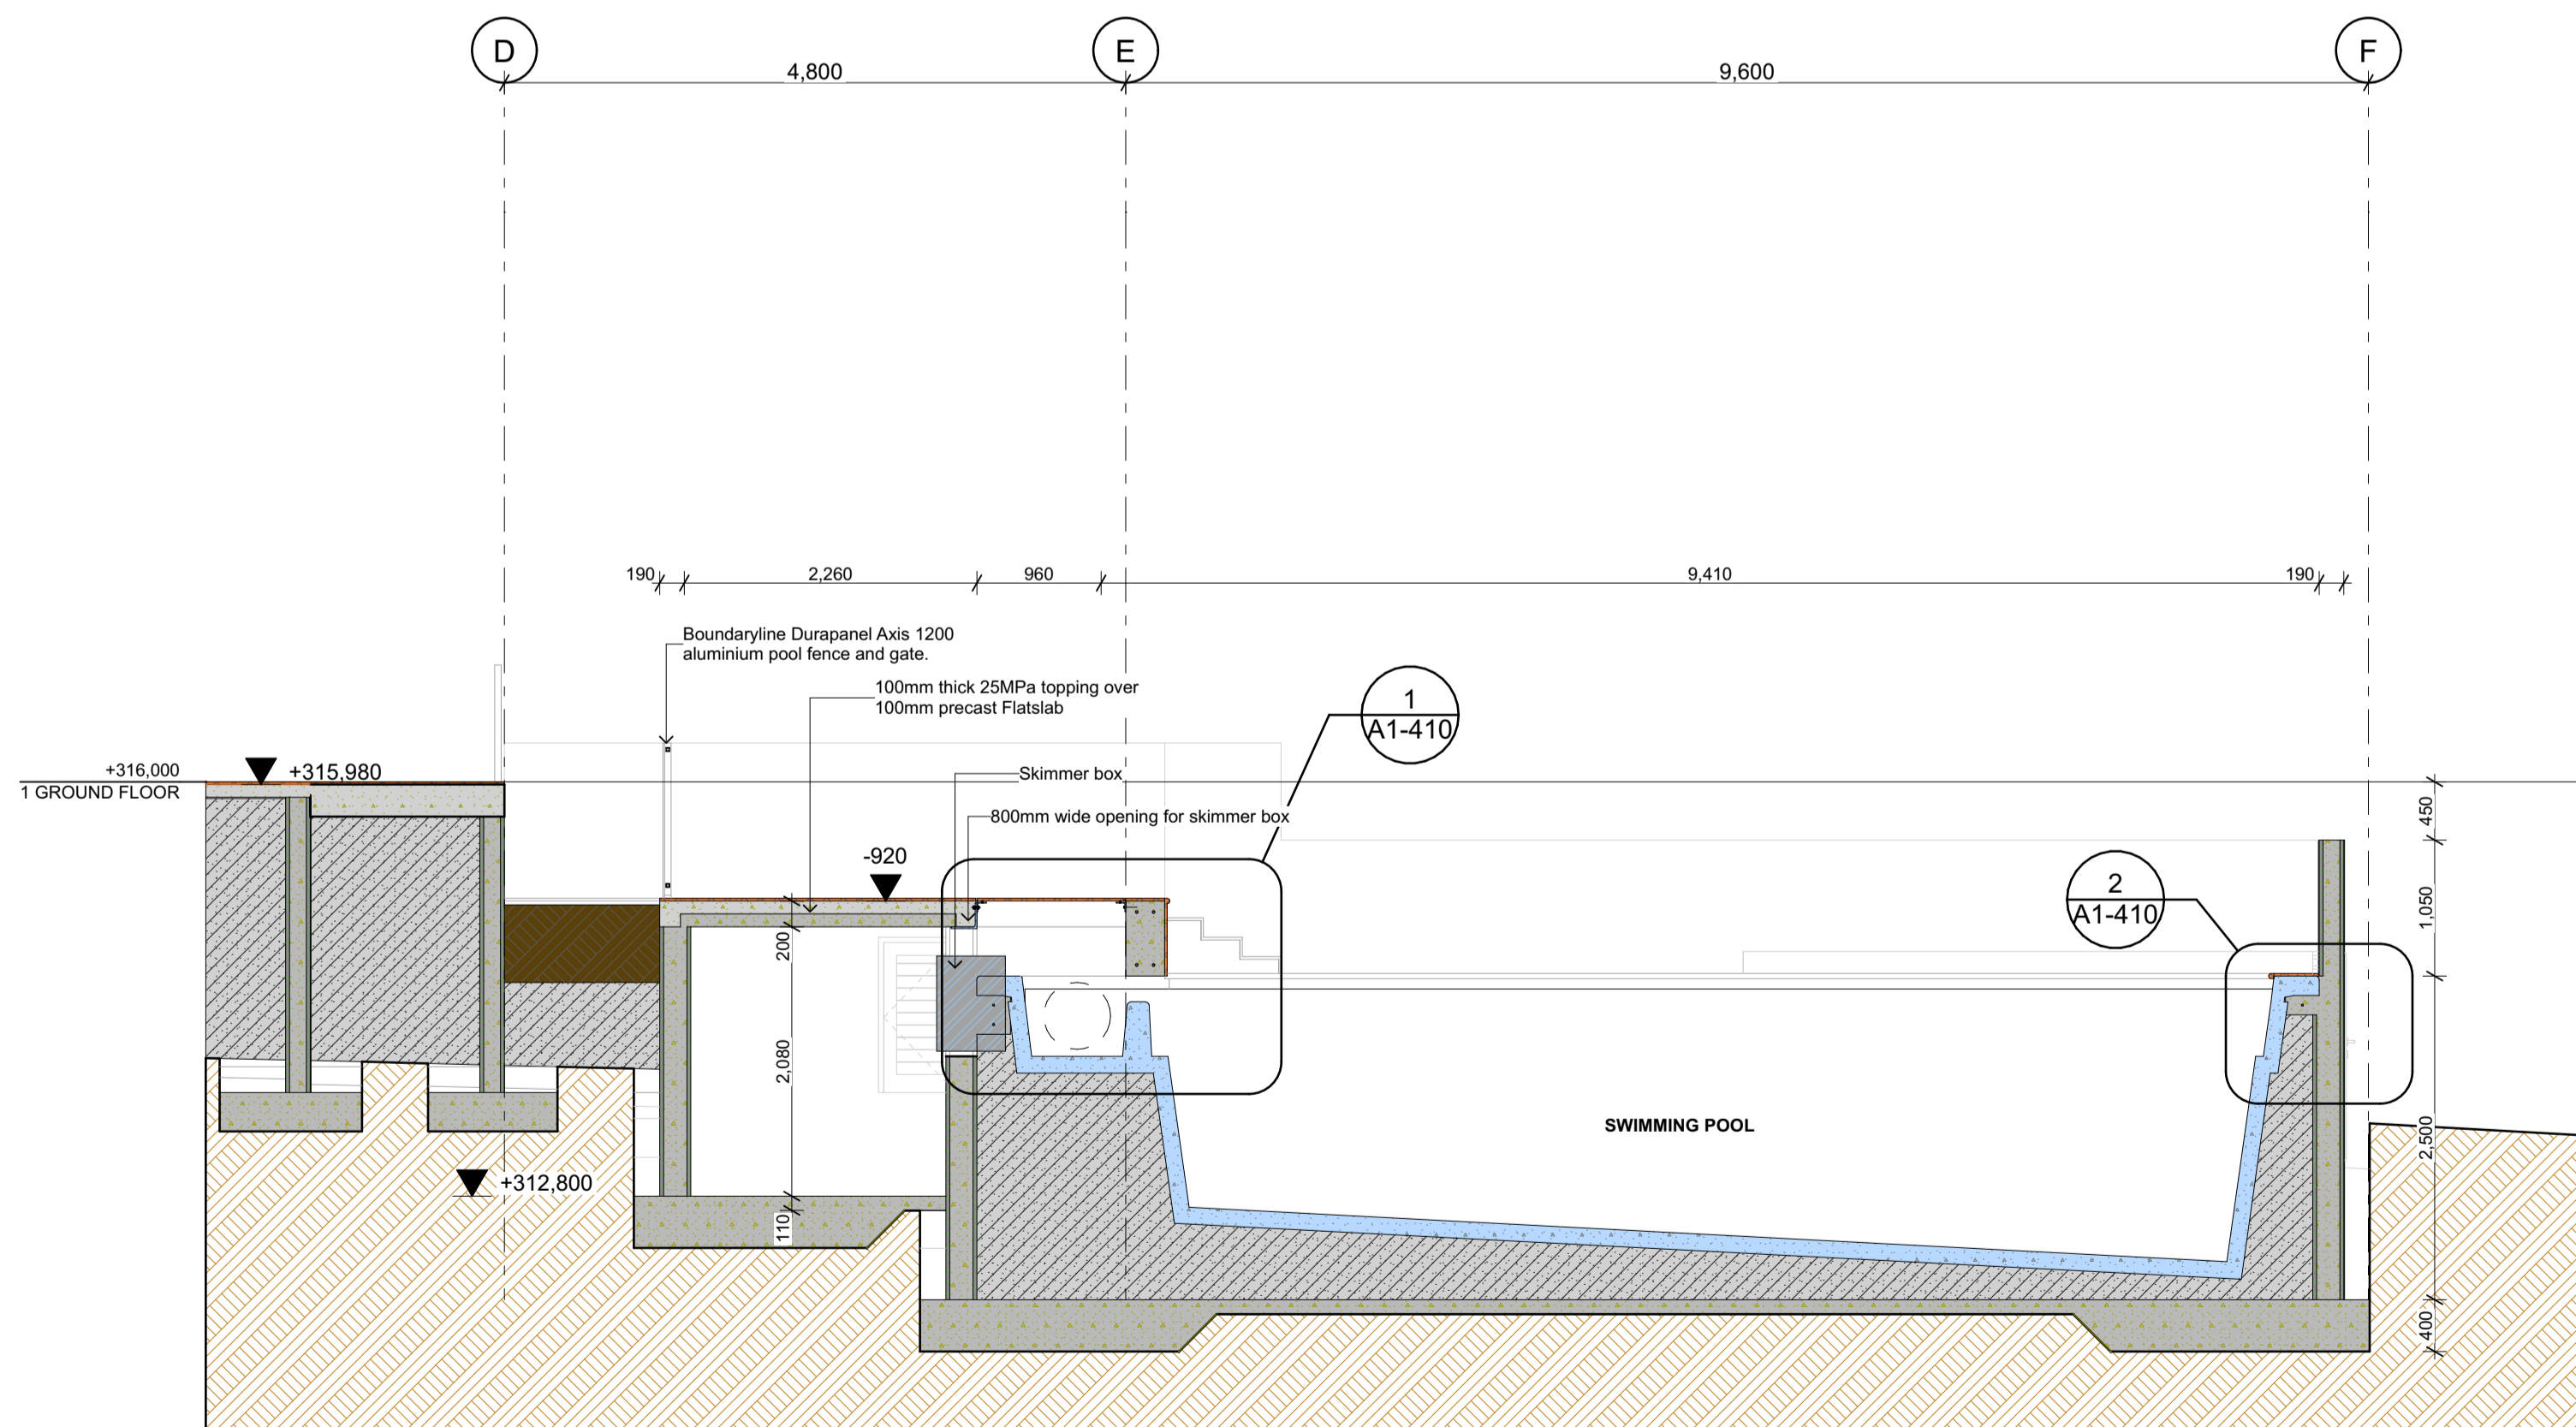 D
E
F
4,800
9,600
190
2,260
960
9,410
190
Boundaryline Durapanel Axis 1200
aluminium pool fence and gate.
100mm thick 25MPa topping over
100mm precast Flatslab
1
A1-410
+316,000
1 GROUND FLOOR
+315,980
Skimmer box
800mm wide opening for skimmer box
450
-920
2
A1-410
1,050
200
2,080
SWIMMING POOL
2,500
+312,800
110
400